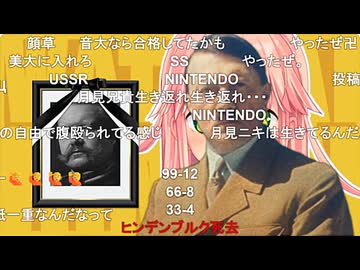 顔草　音大なら合格してたかも　やったぜ卍
美大に入れろ　SS　やったぜ。
USSR　NINTENDO　投稿
月見兄貴生き返れ生き返れ・・・
NINTENDO
の自由で腹殴られてる感じ　月見ニキは生きてるんだ
99-12
66-8
33-4
紙一重なんだなって
ヒンデンブルク死去